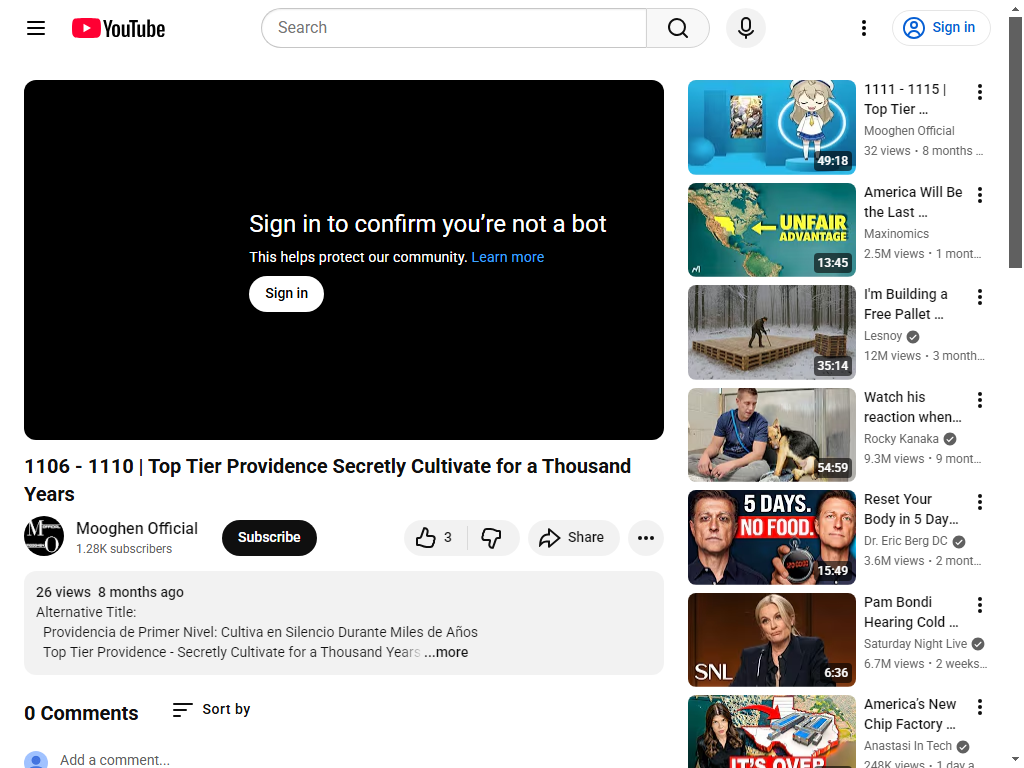 YouTube
Search
Sign in
Sign in to confirm you’re not a bot
This helps protect our community. Learn more
Sign in
1106 - 1110 | Top Tier Providence Secretly Cultivate for a Thousand
Years
Mooghen Official
1.28K subscribers
Subscribe
3
Share
26 views 8 months ago
Alternative Title:
Providencia de Primer Nivel: Cultiva en Silencio Durante Miles de Años
Top Tier Providence - Secretly Cultivate for a Thousand Years ...more
0 Comments
Sort by
Add a comment...
49:18
1111 - 1115 |
Top Tier ...
Mooghen Official
32 views • 8 months ...
UNFAIR
ADVANTAGE
13:45
America Will Be
the Last ...
Maxinomics
2.5M views • 1 mont...
35:14
I'm Building a
Free Pallet ...
Lesnoy
12M views • 3 month...
54:59
Watch his
reaction when...
Rocky Kanaka
9.3M views • 9 mont...
5 DAYS.
NO FOOD.
15:49
Reset Your
Body in 5 Day...
Dr. Eric Berg DC
3.6M views • 2 mont...
SNL
6:36
Pam Bondi
Hearing Cold ...
Saturday Night Live
6.7M views • 2 weeks...
IT'S OVER
America's New
Chip Factory ...
Anastasi In Tech
248K views • 1 day a...